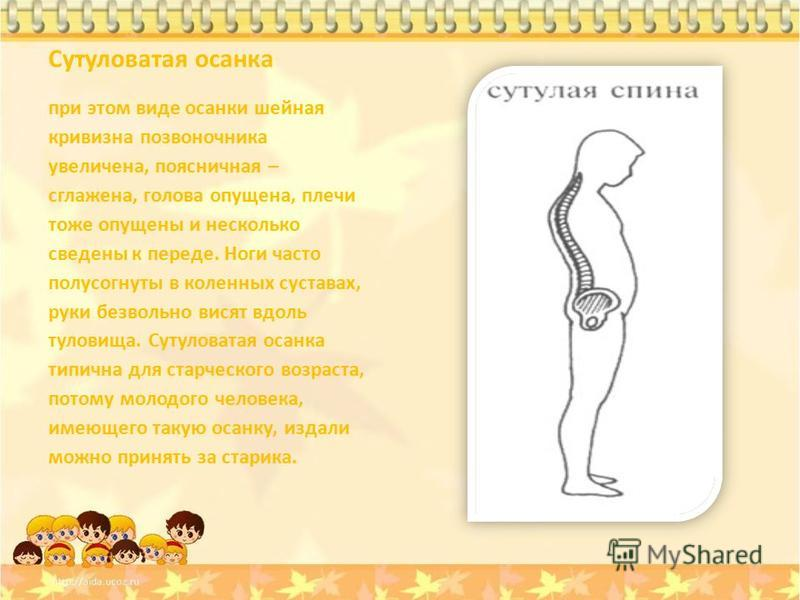 Сутуловатая осанка
при этом виде осанки шейная
кривизна позвоночника
увеличена, поясничная –
сглажена, голова опущена, плечи
тоже опущены и несколько
сведены к переде. Ноги часто
полусогнуты в коленных суставах,
руки безвольно висят вдоль
туловища. Сутуловатая осанка
типична для старческого возраста,
потому молодого человека,
имеющего такую осанку, издали
можно принять за старика.
сутулая спина
http://aida.ucoz.ru
MyShared